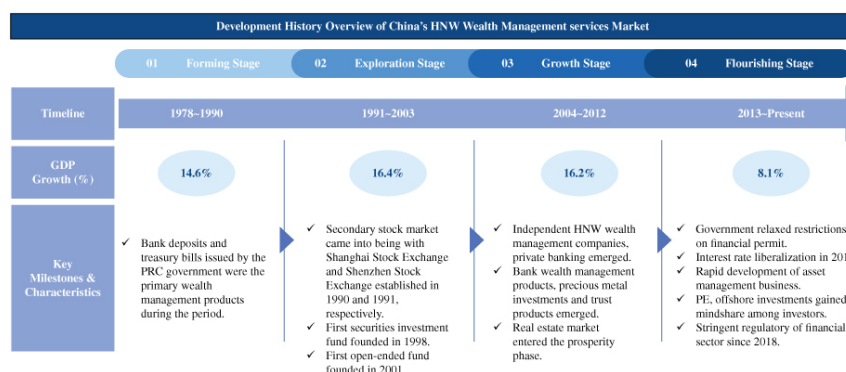 Development History Overview of China's HNW Wealth Management services Market
01 Forming Stage
02 Exploration Stage
03 Growth Stage
04 Flourishing Stage
Timeline
1978~1990
1991~2003
2004~2012
2013~Present
GDP
Growth (%)
14.6%
16.4%
16.2%
8.1%
Key
Milestones &
Characteristics
✓ Bank deposits and
treasury bills issued by the
PRC government were the
primary wealth
management products
during the period.
✓ Secondary stock market
came into being with
Shanghai Stock Exchange
and Shenzhen Stock
Exchange established in
1990 and 1991,
respectively.
✓ First securities investment
fund founded in 1998.
✓ First open-ended fund
founded in 2001
✓ Independent HNW wealth
management companies,
private banking emerged.
✓ Bank wealth management
products, precious metal
investments and trust
products emerged.
✓ Real estate market
entered the prosperity
phase.
✓ Government relaxed restrictions
on financial permit.
✓ Interest rate liberalization in
✓ Rapid development of asset
management business.
✓ PE, offshore investments gained
mindshare among investors.
✓ Stringent regulatory of financial
sector since 2018.